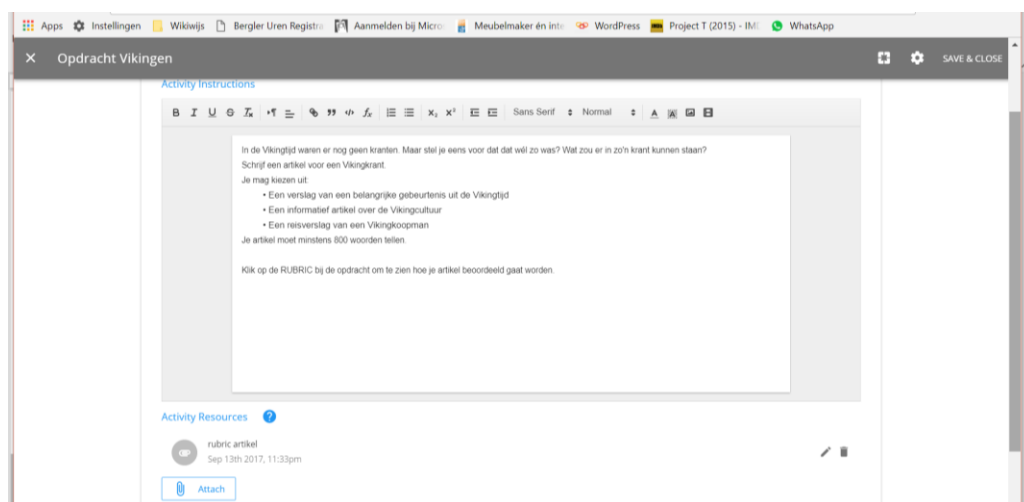 Apps Instellingen Wikiwijs Bergler Uren Registra Aanmelden bij Micro Meubelmaker én inte WordPress Project T (2015) - IM WhatsApp
Opdracht Vikingen SAVE & CLOSE
Activity Instructions
Sans Serif Normal
In de Vikingtijd waren er nog geen kranten. Maar stel je eens voor dat dat wél zo was? Wat zou er in zo'n krant kunnen staan?
Schrijf een artikel voor een Vikingkrant.
Je mag kiezen uit:
• Een verslag van een belangrijke gebeurtenis uit de Vikingtijd
• Een informatief artikel over de Vikingcultuur
• Een reisverslag van een Vikingkoopman
Je artikel moet minstens 800 woorden tellen.
Klik op de RUBRIC bij de opdracht om te zien hoe je artikel beoordeeld gaat worden.
Activity Resources ?
rubric artikel
Sep 13th 2017, 11:33pm
Attach